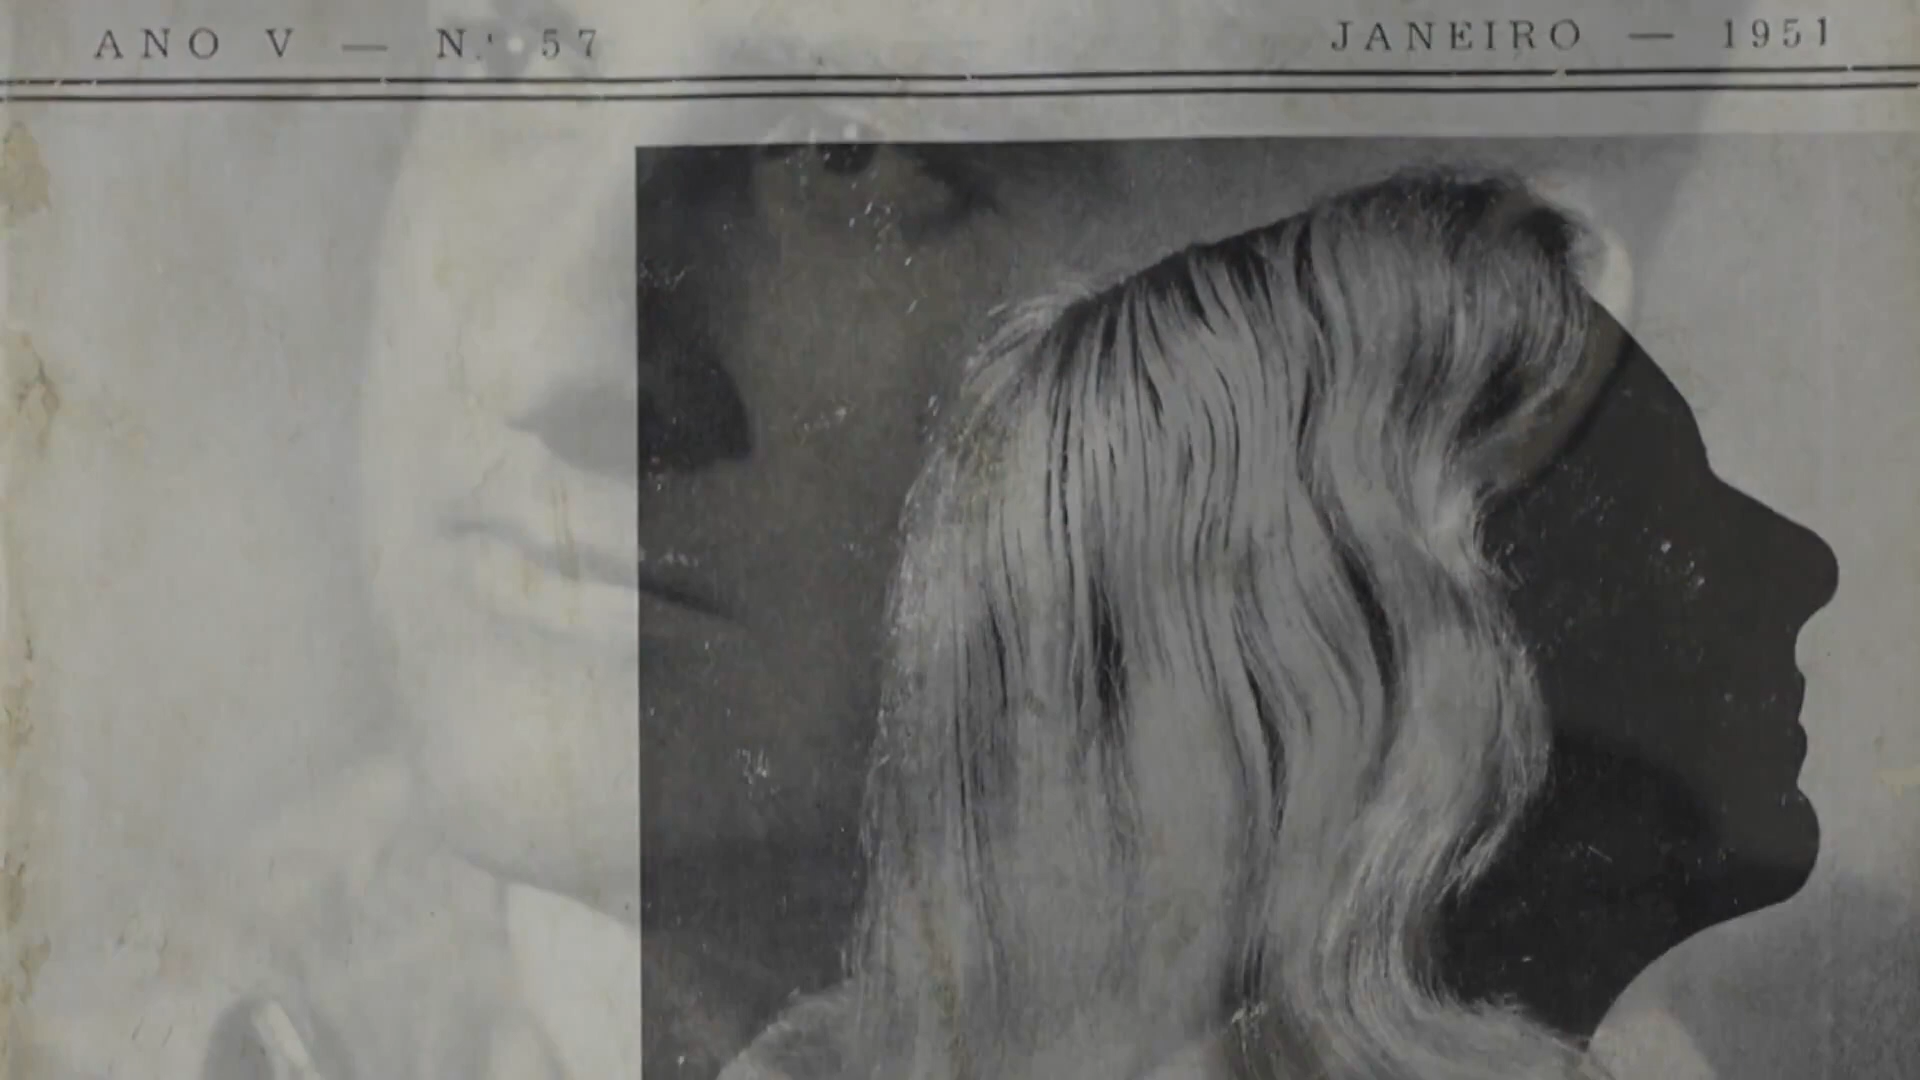 ANO V — N.º 57
JANEIRO — 1951